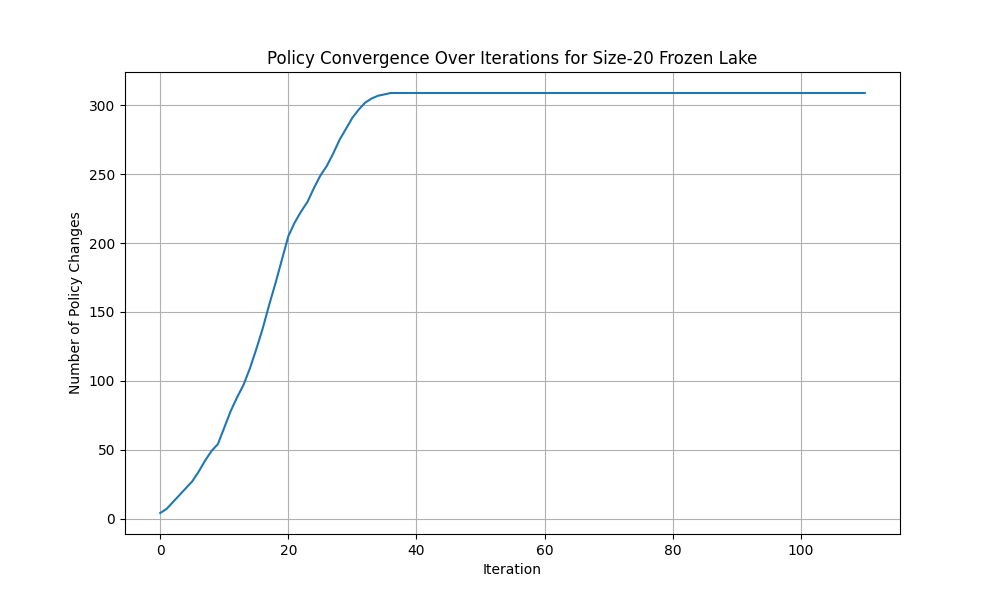 Policy Convergence Over Iterations for Size-20 Frozen Lake
Number of Policy Changes
300
250
200
150
100
50
0
0 20 40 60 80 100
Iteration